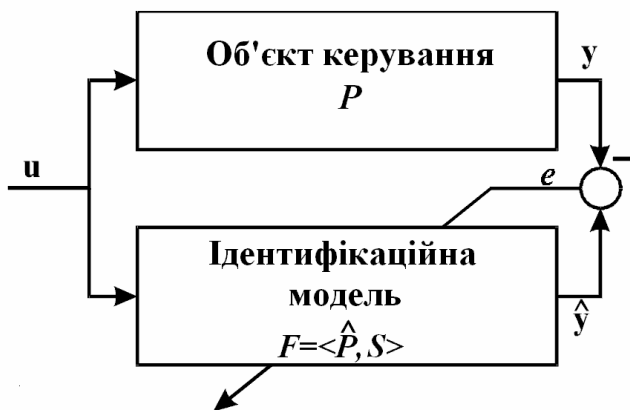 Об'єкт керування
P
y
u
e
–
Ідентифікаційна
модель
F=<P̂, S>
ŷ